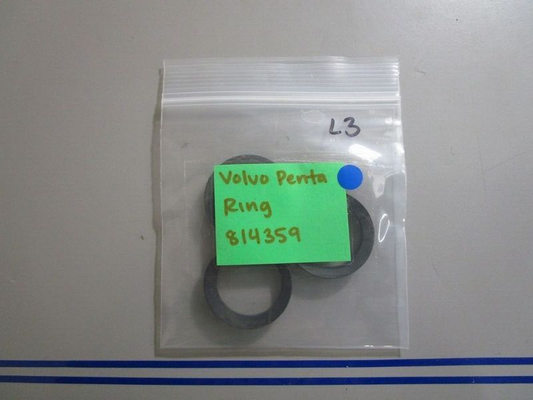 L3
Volvo Penta
Ring
814359